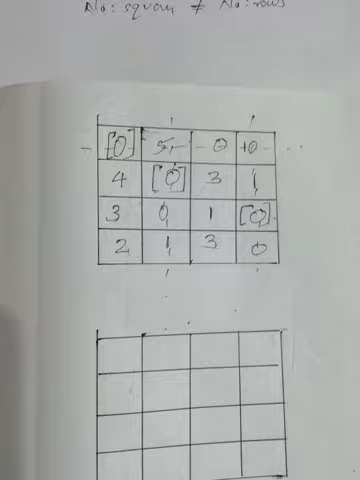 No: squares ≠ No: rows
[0] 5 0 10
4 [0] 3 1
3 0 1 [0]
2 1 3 0